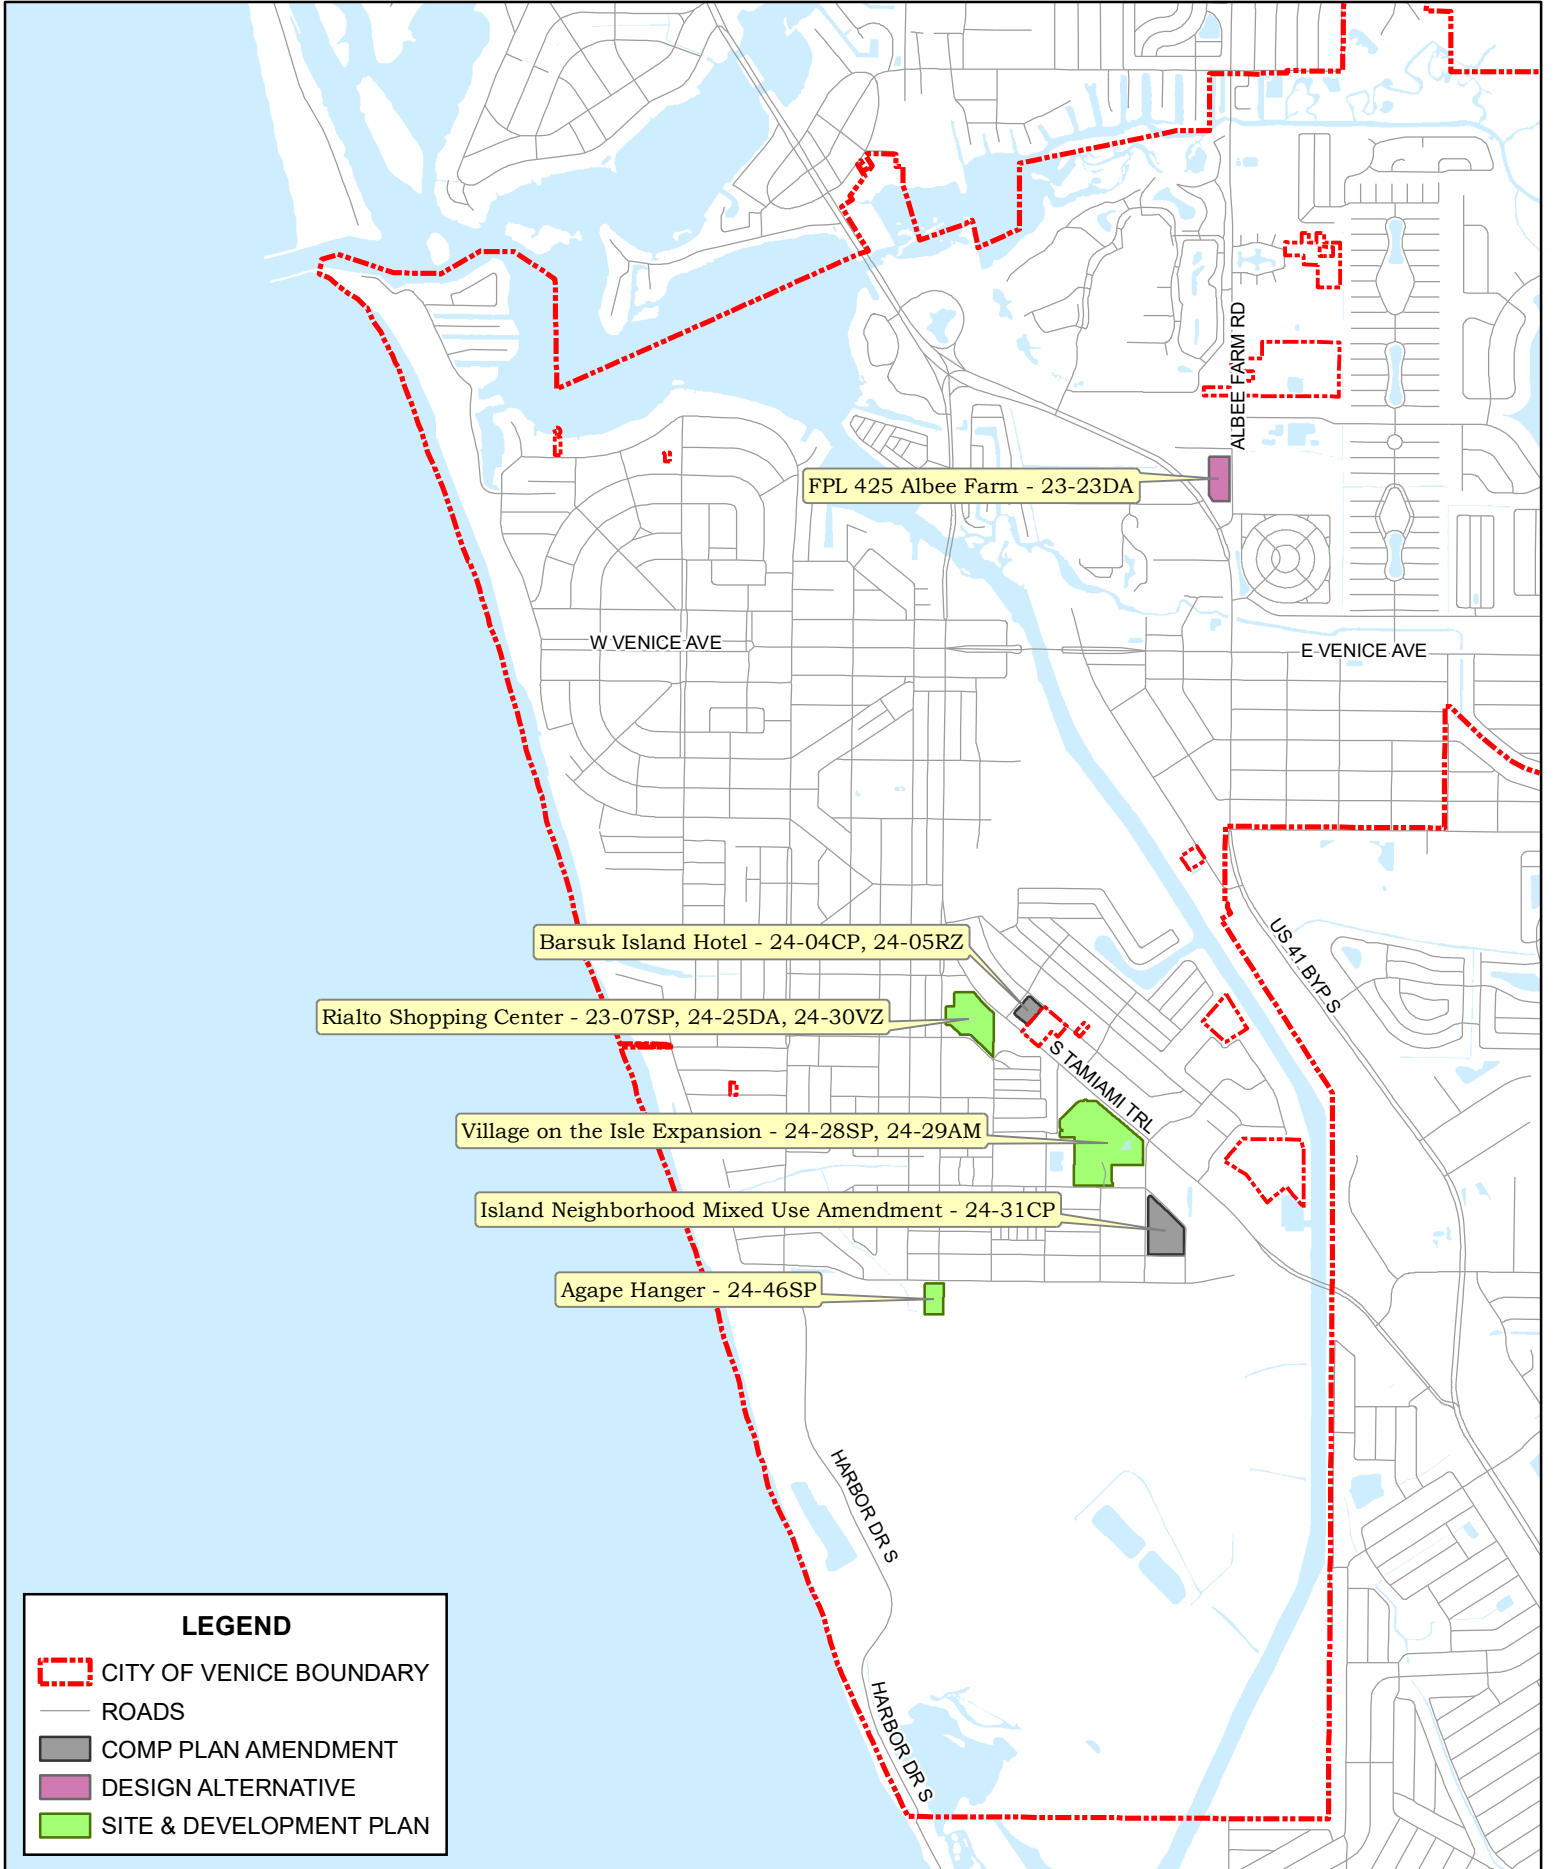 ALBEE FARM RD
FPL 425 Albee Farm - 23-23DA
W VENICE AVE
E VENICE AVE
US 41 BYP S
Barsuk Island Hotel - 24-04CP, 24-05RZ
Rialto Shopping Center - 23-07SP, 24-25DA, 24-30VZ
S TAMIAMI TRL
Village on the Isle Expansion - 24-28SP, 24-29AM
Island Neighborhood Mixed Use Amendment - 24-31CP
Agape Hanger - 24-46SP
HARBOR DR S
HARBOR DR S
LEGEND
CITY OF VENICE BOUNDARY
ROADS
COMP PLAN AMENDMENT
DESIGN ALTERNATIVE
SITE & DEVELOPMENT PLAN